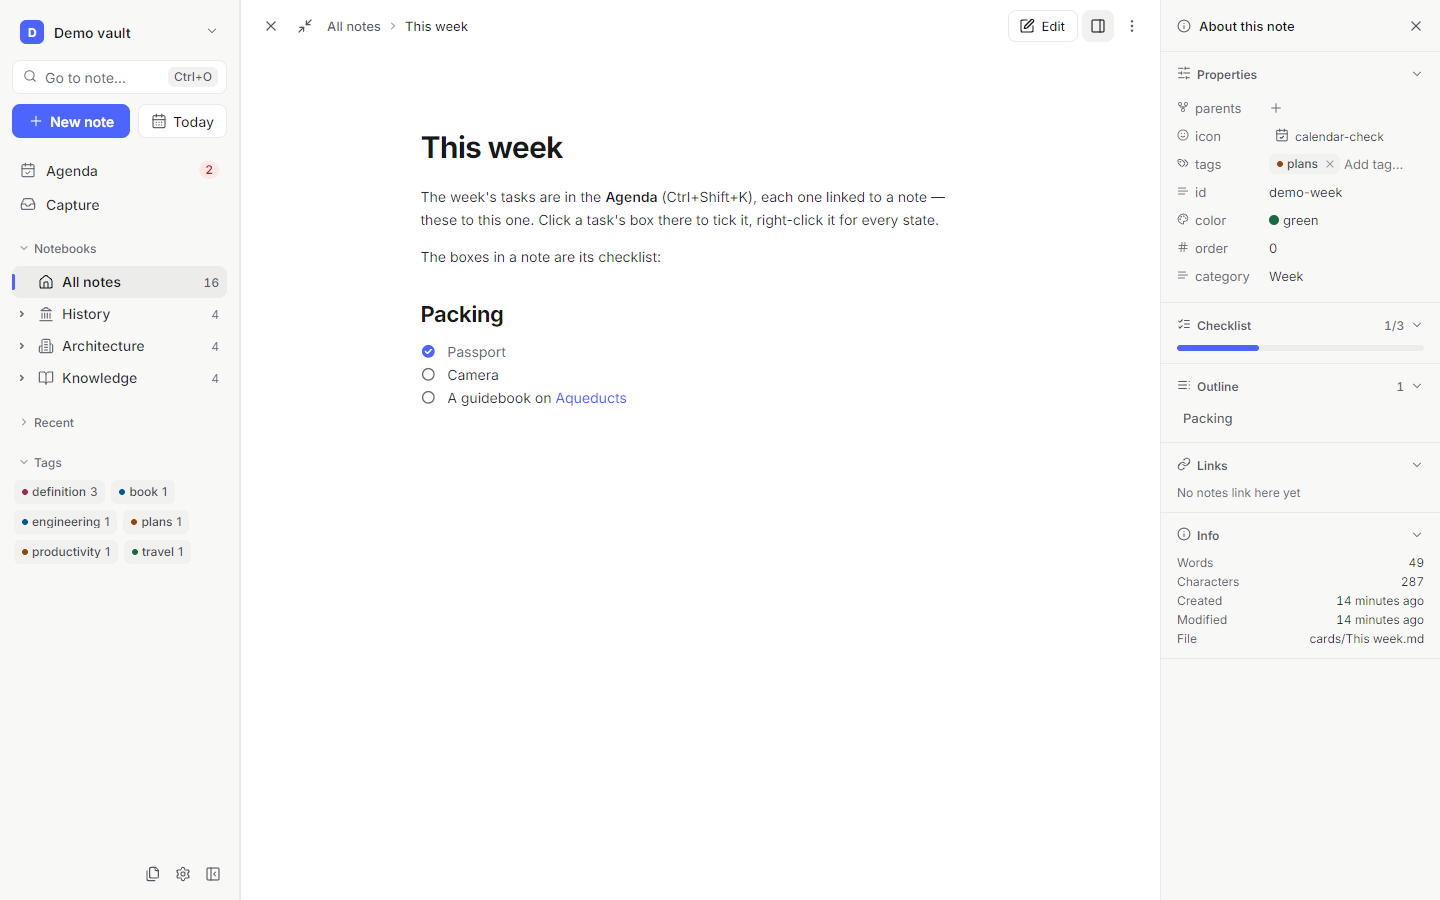 D Demo vault
Go to note... Ctrl+O
New note Today
Agenda 2
Capture
Notebooks
All notes 16
History 4
Architecture 4
Knowledge 4
Recent
Tags
definition 3 book 1
engineering 1 plans 1
productivity 1 travel 1
All notes > This week
Edit
This week
The week's tasks are in the Agenda (Ctrl+Shift+K), each one linked to a note —
these to this one. Click a task's box there to tick it, right-click it for every state.
The boxes in a note are its checklist:
Packing
Passport
Camera
A guidebook on Aqueducts
About this note
Properties
parents
icon calendar-check
tags plans Add tag...
id demo-week
color green
order 0
category Week
Checklist 1/3
Outline 1
Packing
Links
No notes link here yet
Info
Words 49
Characters 287
Created 14 minutes ago
Modified 14 minutes ago
File cards/This week.md